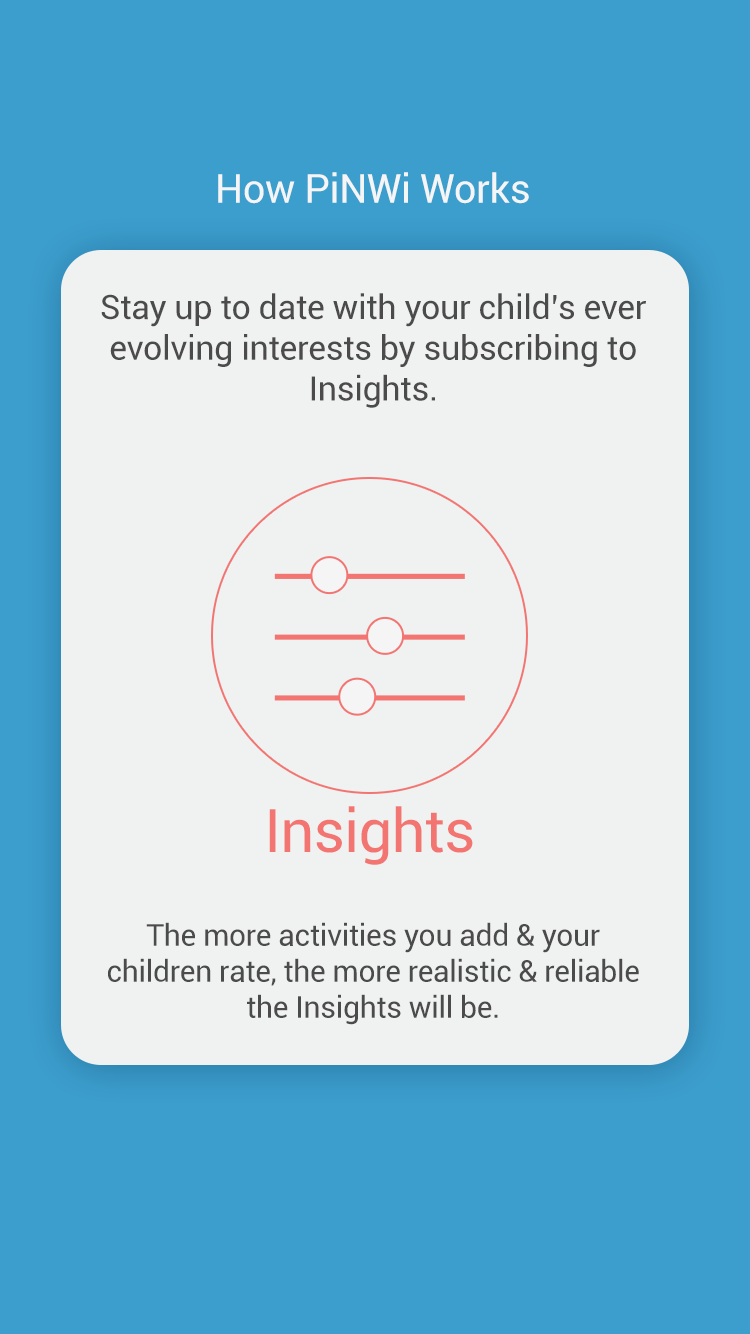 How PiNWi Works
Stay up to date with your child's ever
evolving interests by subscribing to
Insights.
Insights
The more activities you add & your
children rate, the more realistic & reliable
the Insights will be.